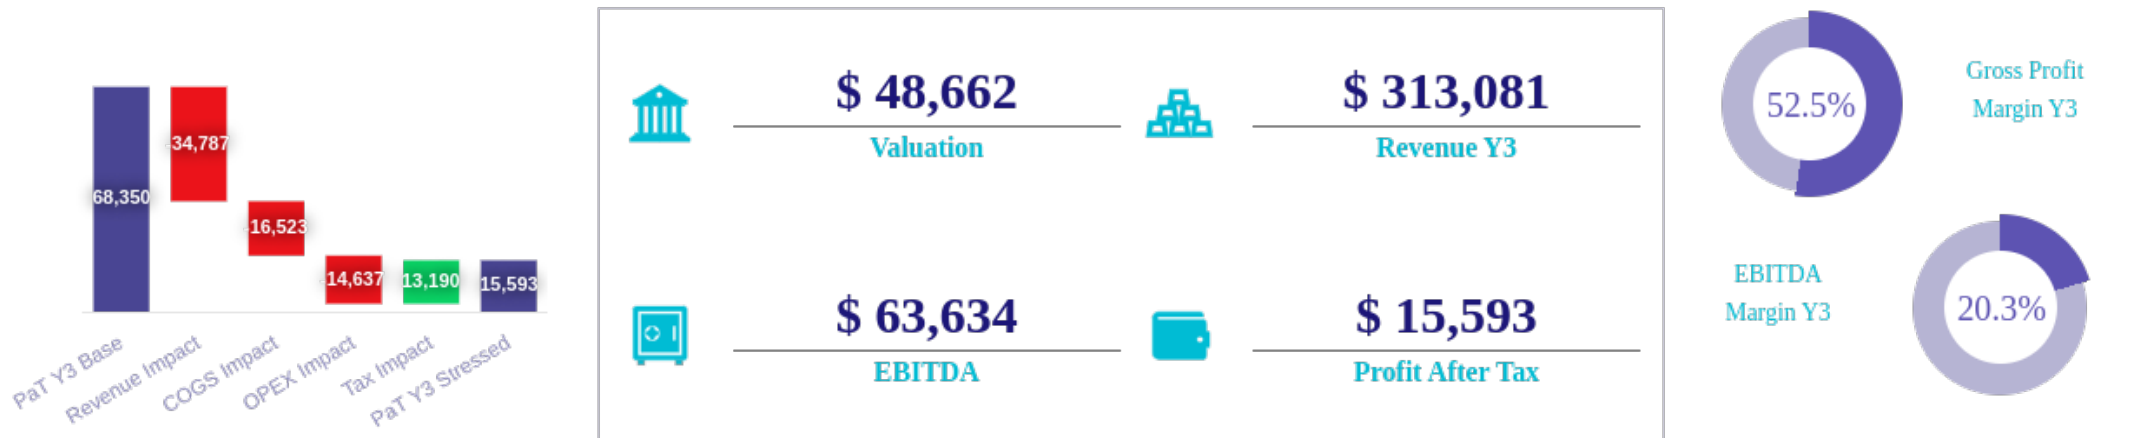 68,350
-34,787
-16,523
-14,637
13,190
15,593
PaT Y3 Base
Revenue Impact
COGS Impact
OPEX Impact
Tax Impact
PaT Y3 Stressed
$ 48,662
Valuation
$ 313,081
Revenue Y3
$ 63,634
EBITDA
$ 15,593
Profit After Tax
52.5%
Gross Profit
Margin Y3
EBITDA
Margin Y3
20.3%